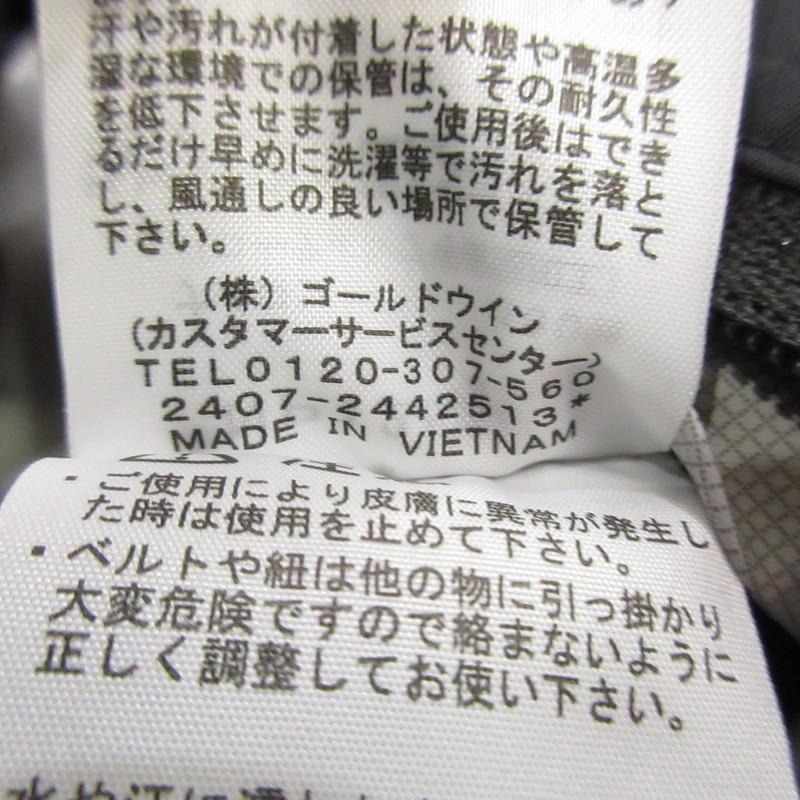 汗や汚れが付着した状態や高温多
湿な環境での保管は、その耐久性
を低下させます。ご使用後はでき
るだけ早めに洗濯等で汚れを落と
し、風通しの良い場所で保管して
下さい。
(株) ゴールドウイン
(カスタマーサービスセンター)
TEL0120-307-560
2407-2442513*
MADE IN VIETNAM
・ご使用により皮膚に異常が発生し
た時は使用を止めて下さい。
・ベルトや紐は他の物に引っ掛かり
大変危険ですので絡まないように
正しく調整してお使い下さい。